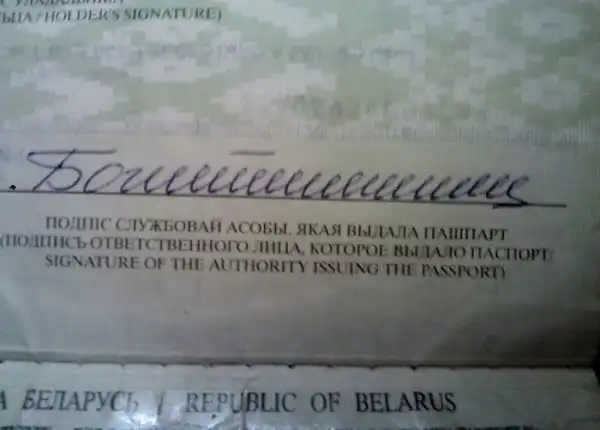 ЬЦА / HOLDER'S SIGNATURE)
ПОДПІС СЛУЖБОВАЙ АСОБЫ, ЯКАЯ ВЫДАЛА ПАШПАРТ
(ПОДПИСЬ ОТВЕТСТВЕННОГО ЛИЦА, КОТОРОЕ ВЫДАЛО ПАСПОРТ/
SIGNATURE OF THE AUTHORITY ISSUING THE PASSPORT)
А БЕЛАРУСЬ / REPUBLIC OF BELARUS